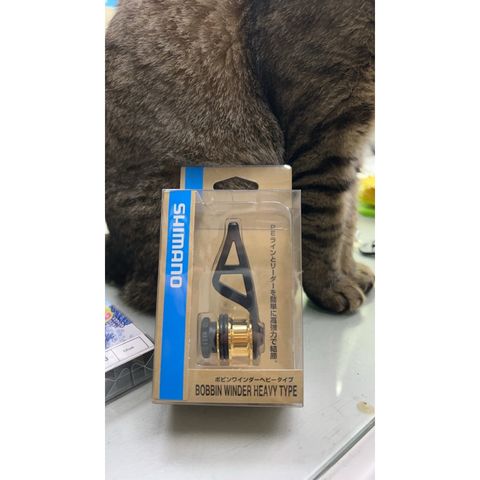 SHIMANO
PEラインとリーダーを簡単に高強力で結節。
ボビンワインダーヘビータイプ
BOBBIN WINDER HEAVY TYPE